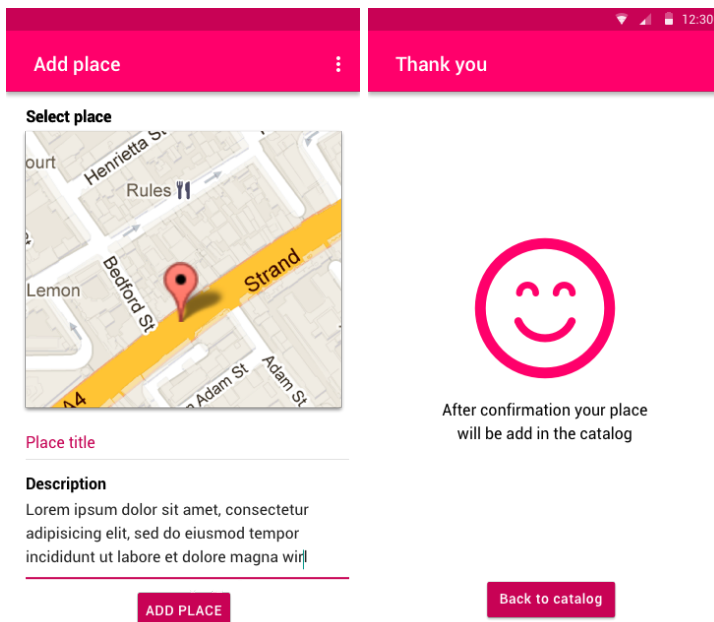 Add place
Select place
Henrietta St
ourt
Rules
Bedford St
Strand
Lemon
Adam St
Adam St
A4
Place title
Description
Lorem ipsum dolor sit amet, consectetur
adipisicing elit, sed do eiusmod tempor
incididunt ut labore et dolore magna wirl
ADD PLACE
12:30
Thank you
After confirmation your place
will be add in the catalog
Back to catalog